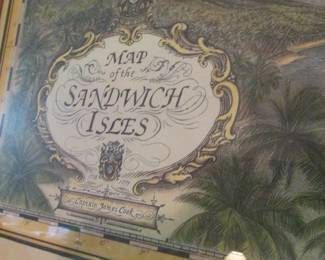 MAP
of the
SANDWICH
ISLES
Captain James Cook